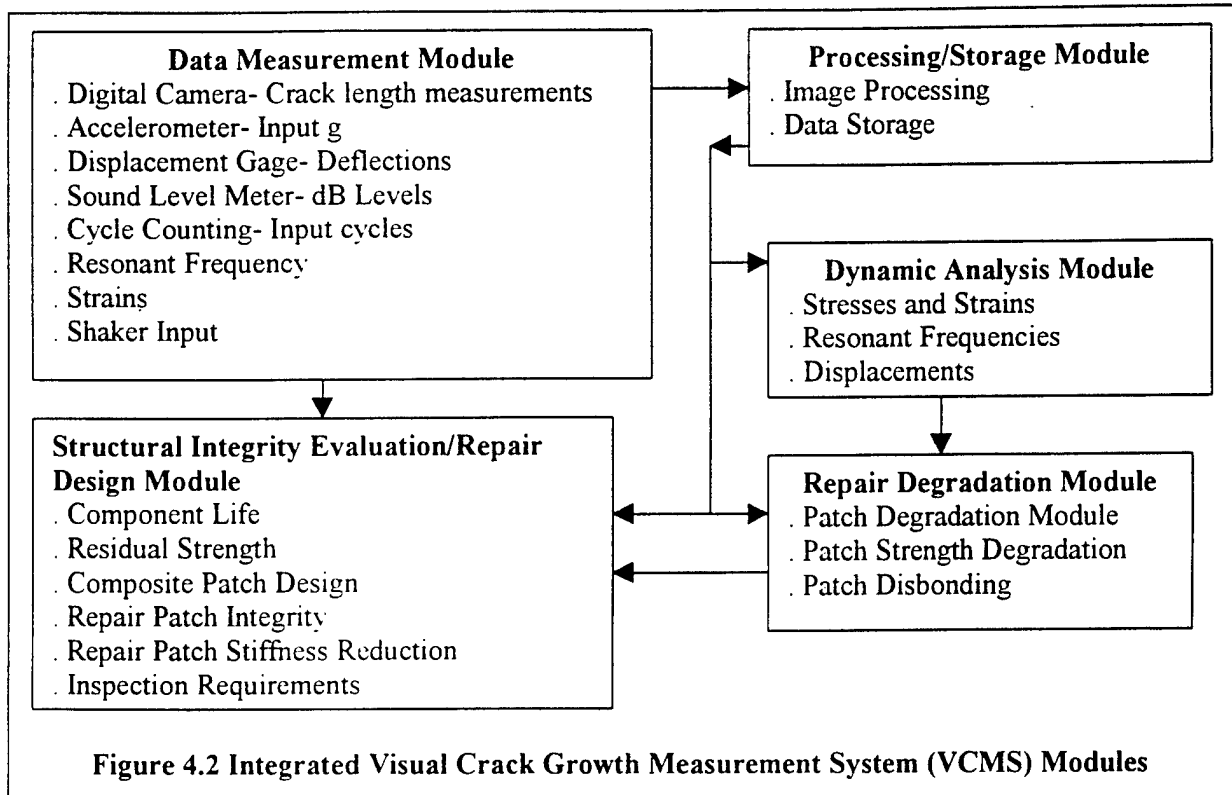 Data Measurement Module
. Digital Camera- Crack length measurements
. Accelerometer- Input g
. Displacement Gage- Deflections
. Sound Level Meter- dB Levels
. Cycle Counting- Input cycles
. Resonant Frequency
. Strains
. Shaker Input
Processing/Storage Module
. Image Processing
. Data Storage
Dynamic Analysis Module
. Stresses and Strains
. Resonant Frequencies
. Displacements
Structural Integrity Evaluation/Repair
Design Module
. Component Life
. Residual Strength
. Composite Patch Design
. Repair Patch Integrity
. Repair Patch Stiffness Reduction
. Inspection Requirements
Repair Degradation Module
. Patch Degradation Module
. Patch Strength Degradation
. Patch Disbonding
Figure 4.2 Integrated Visual Crack Growth Measurement System (VCMS) Modules